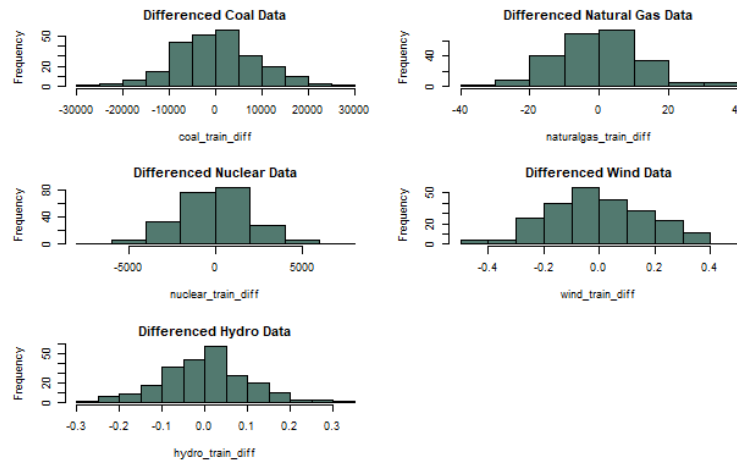 Differenced Coal Data
Frequency
0 20 50
-30000 -20000 -10000 0 10000 20000 30000
coal_train_diff
Differenced Natural Gas Data
Frequency
0 40
-40 -20 0 20
naturalgas_train_diff
Differenced Nuclear Data
Frequency
0 40 80
-5000 0 5000
nuclear_train_diff
Differenced Wind Data
Frequency
0 20 50
-0.4 -0.2 0.0 0.2 0.4
wind_train_diff
Differenced Hydro Data
Frequency
0 20 50
-0.3 -0.2 -0.1 0.0 0.1 0.2 0.3
hydro_train_diff